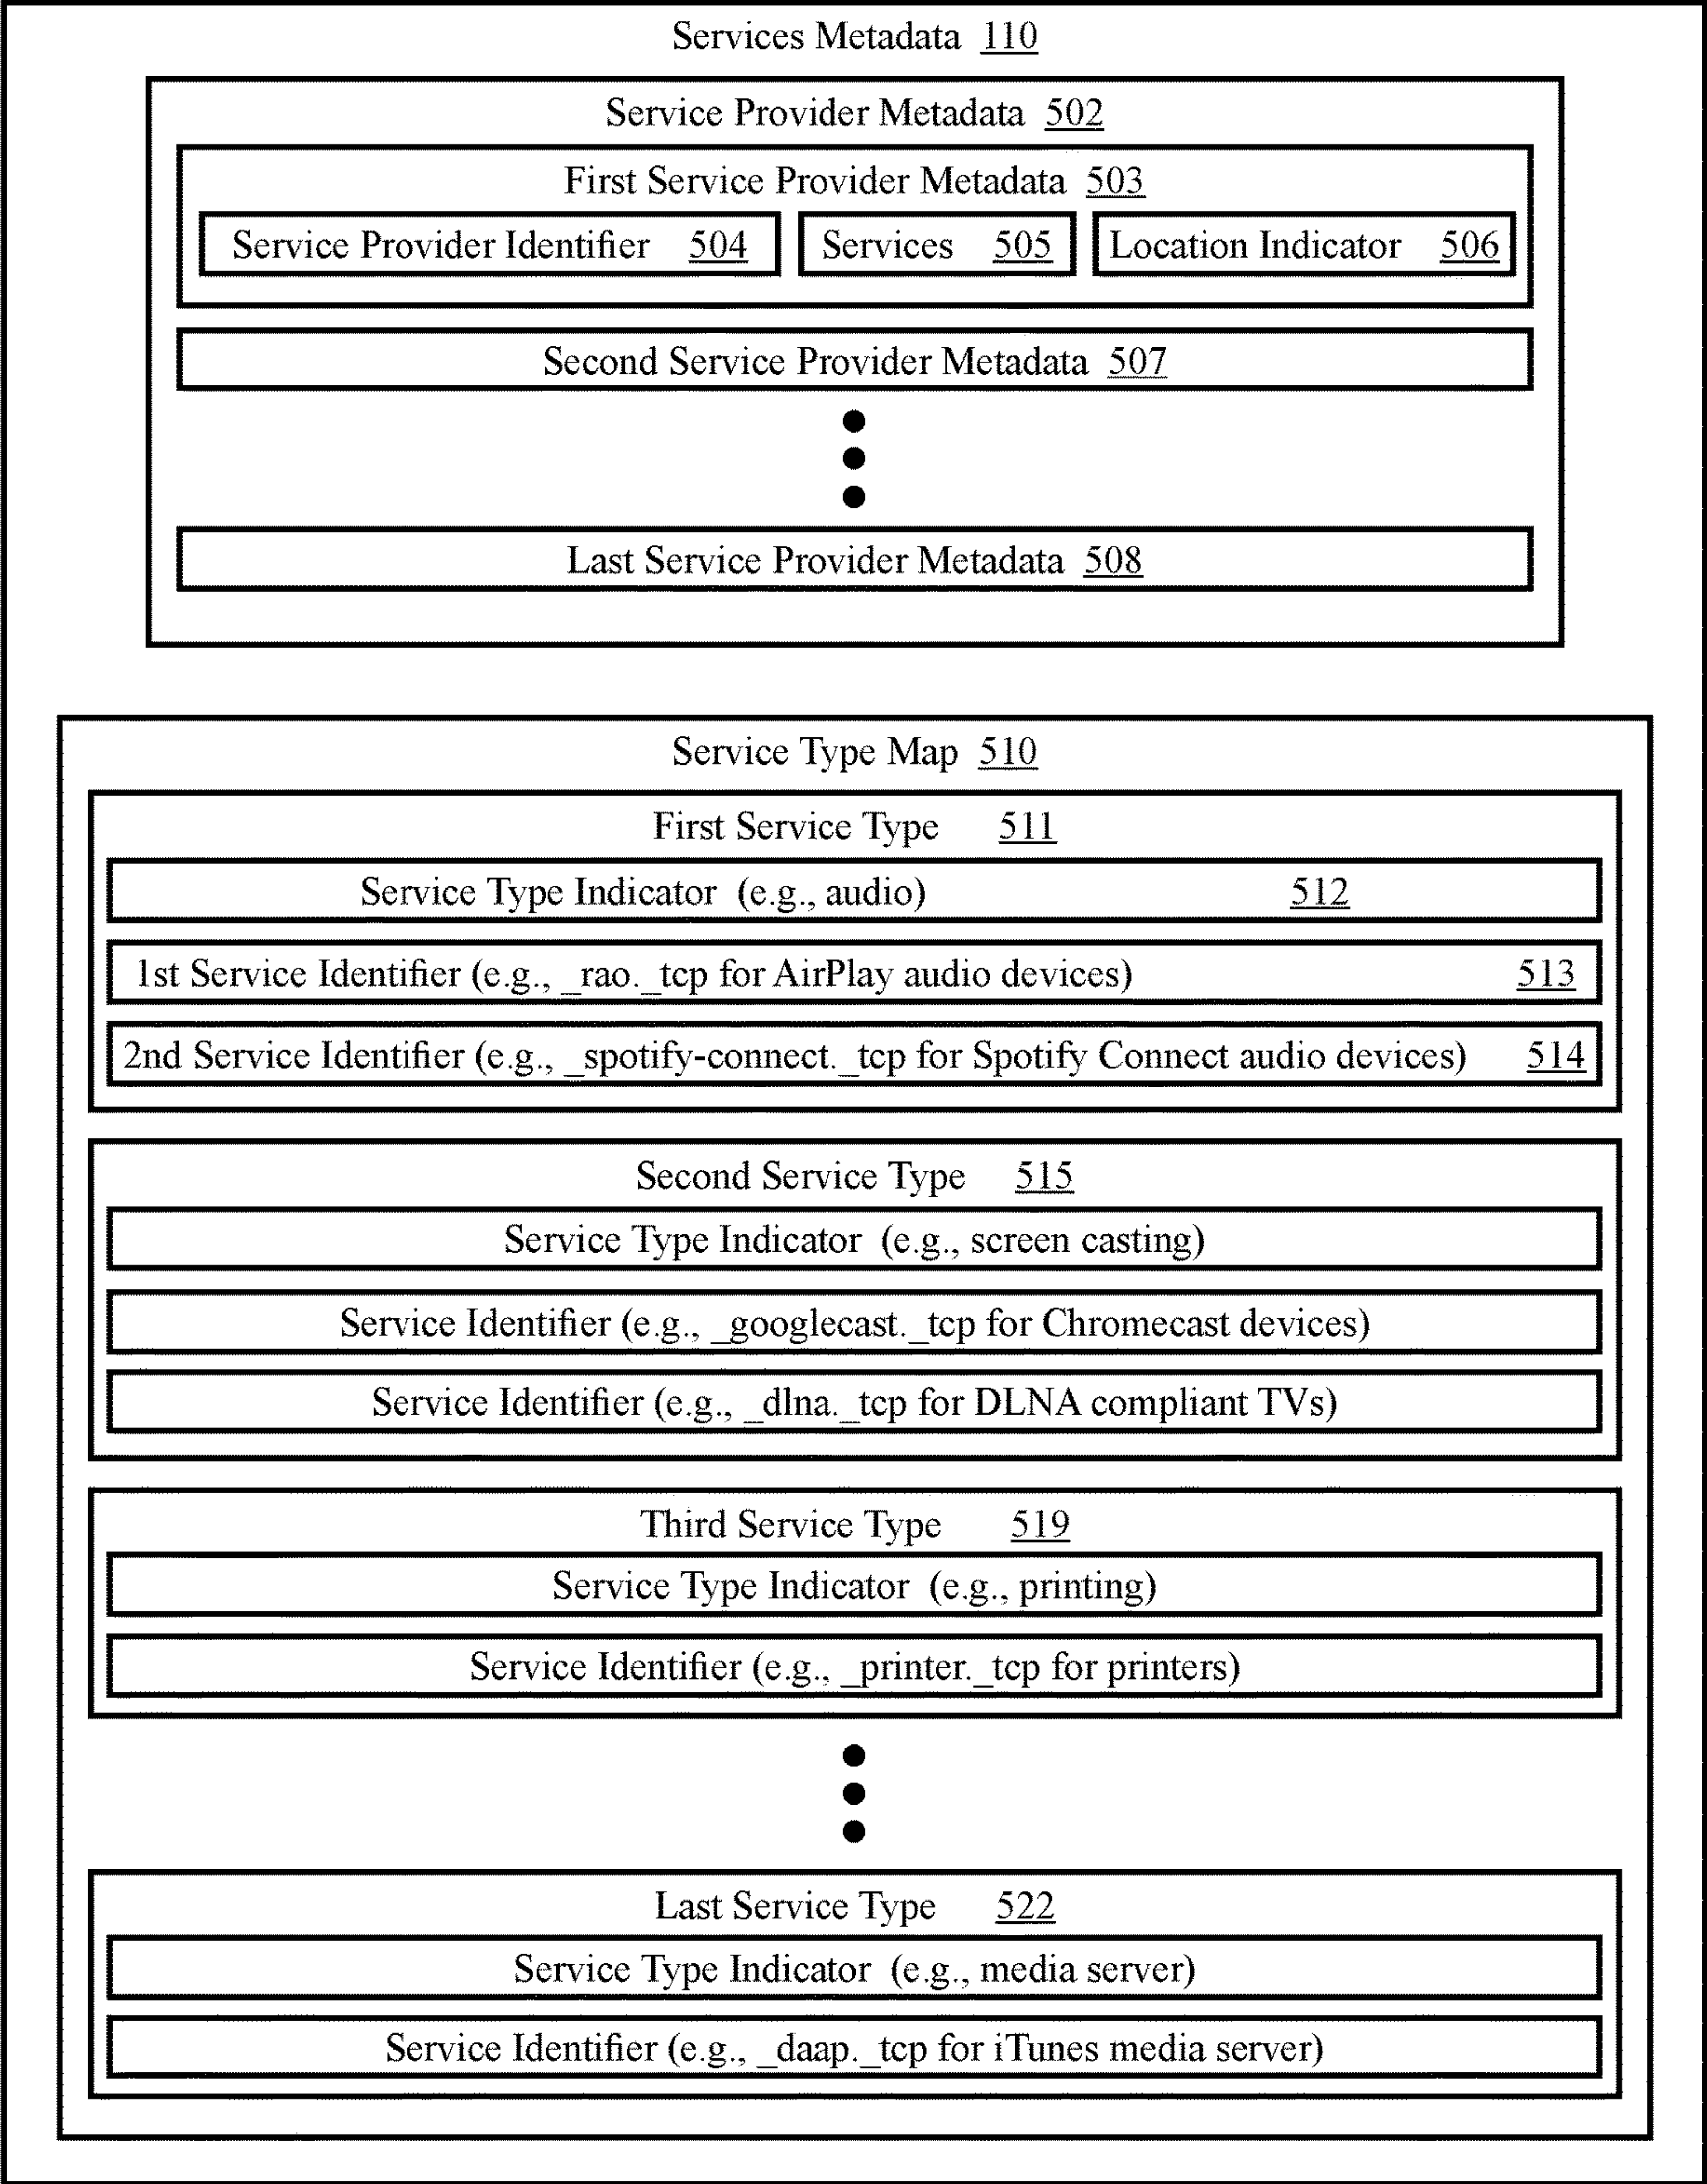 Services Metadata 110
Service Provider Metadata 502
First Service Provider Metadata 503
Service Provider Identifier 504 Services 505 Location Indicator 506
Second Service Provider Metadata 507
Last Service Provider Metadata 508
Service Type Map 510
First Service Type 511
Service Type Indicator (e.g., audio) 512
1st Service Identifier (e.g., _rao._tcp for AirPlay audio devices) 513
2nd Service Identifier (e.g., _spotify-connect._tcp for Spotify Connect audio devices) 514
Second Service Type 515
Service Type Indicator (e.g., screen casting)
Service Identifier (e.g., _googlecast._tcp for Chromecast devices)
Service Identifier (e.g., _dlna._tcp for DLNA compliant TVs)
Third Service Type 519
Service Type Indicator (e.g., printing)
Service Identifier (e.g., _printer._tcp for printers)
Last Service Type 522
Service Type Indicator (e.g., media server)
Service Identifier (e.g., _daap._tcp for iTunes media server)